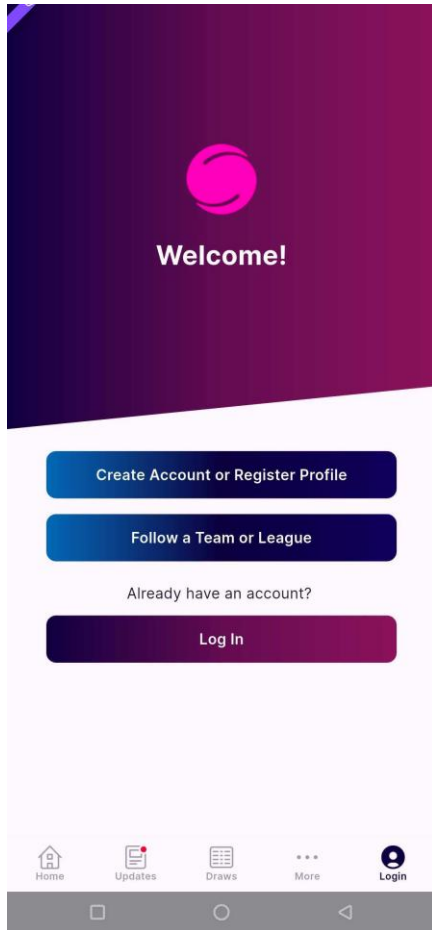 Welcome!
Create Account or Register Profile
Follow a Team or League
Already have an account?
Log In
Home
Updates
Draws
More
Login